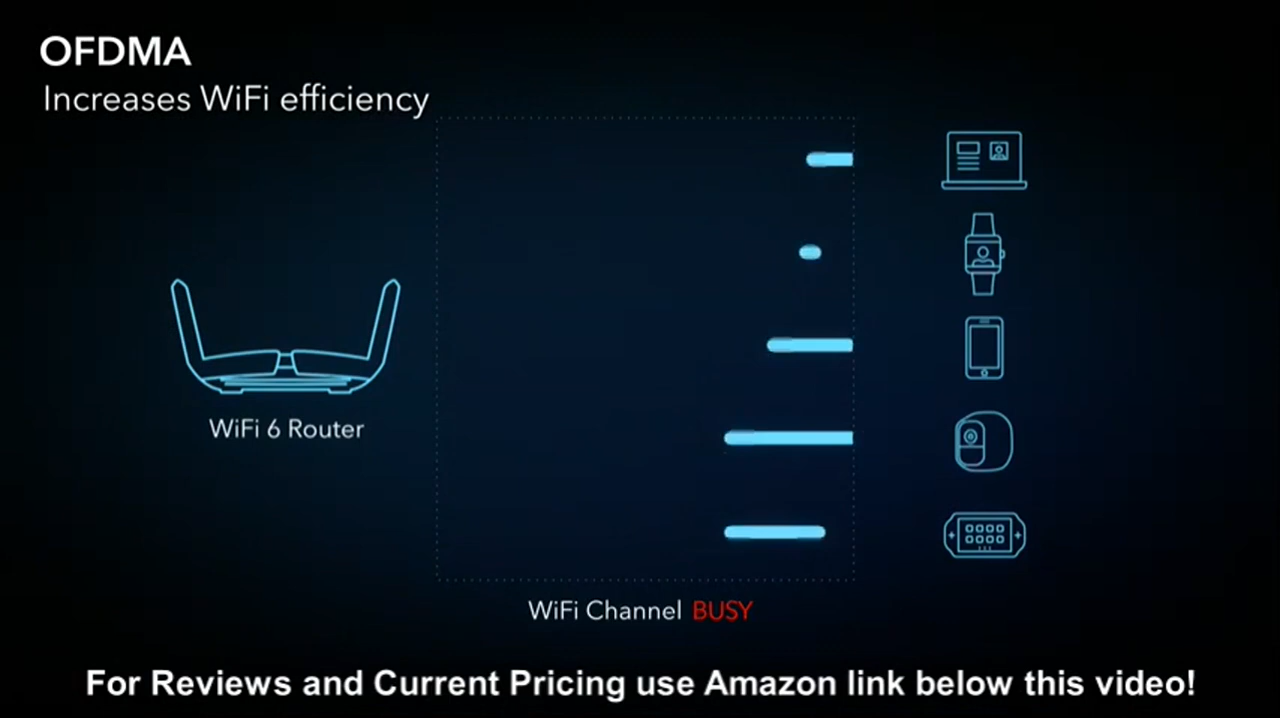 OFDMA
Increases WiFi efficiency
WiFi 6 Router
WiFi Channel BUSY
For Reviews and Current Pricing use Amazon link below this video!